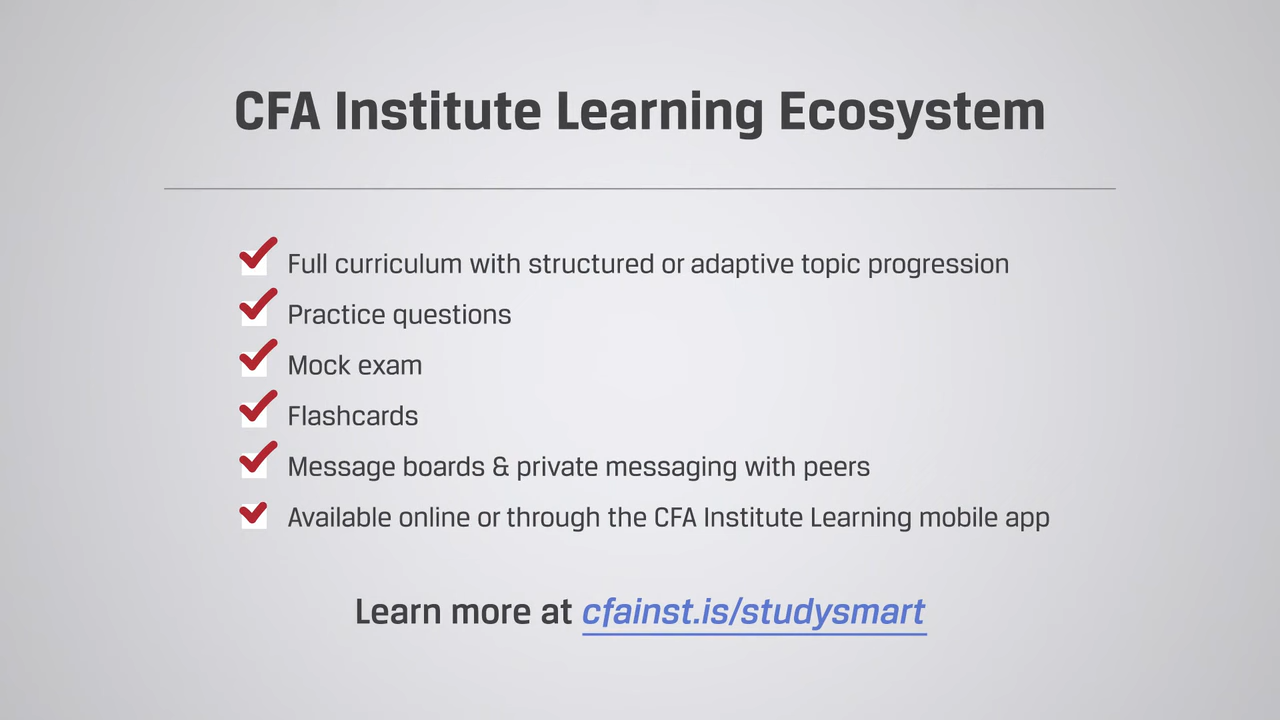 CFA Institute Learning Ecosystem
Full curriculum with structured or adaptive topic progression
Practice questions
Mock exam
Flashcards
Message boards & private messaging with peers
Available online or through the CFA Institute Learning mobile app
Learn more at cfainst.is/studysmart